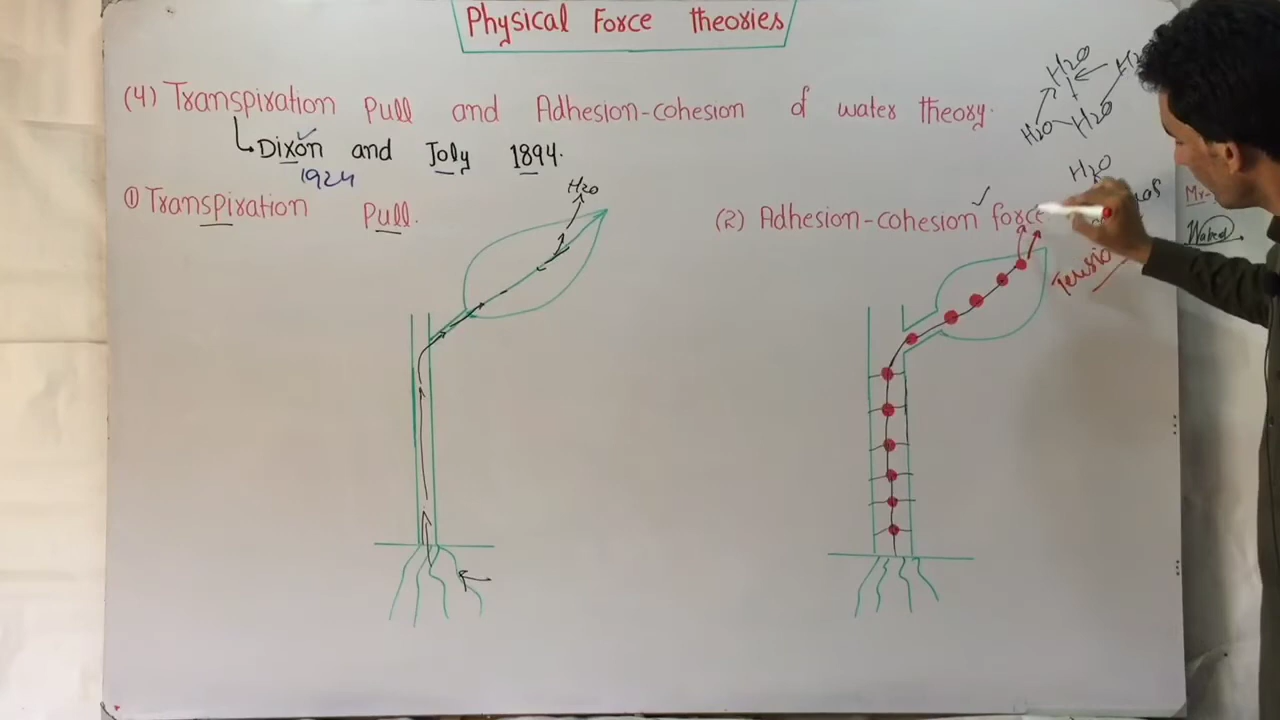 Physical Force theories
(4) Transpiration Pull and Adhesion-cohesion of water theory.
Dixon and Joly 1894.
1924
① Transpiration Pull.
H2O
(2) Adhesion-cohesion force
H2O
H2O
H2O
H2O
Waheed